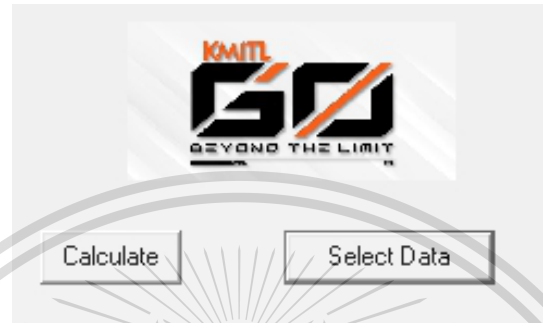 KMITL
GO
BEYOND THE LIMIT
Calculate
Select Data